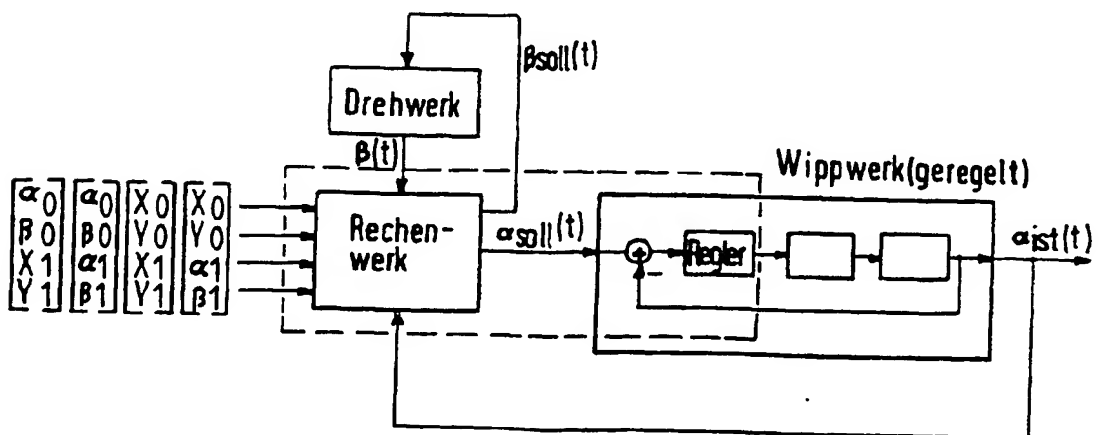 βsoll(t)
Drehwerk
β(t)
Wippwerk(geregelt)
α0 α0 X0 X0
β0 β0 Y0 Y0
X1 α1 X1 α1
Y1 β1 Y1 β1
Rechen-
werk
αsoll(t)
+
−
Regler
αist(t)